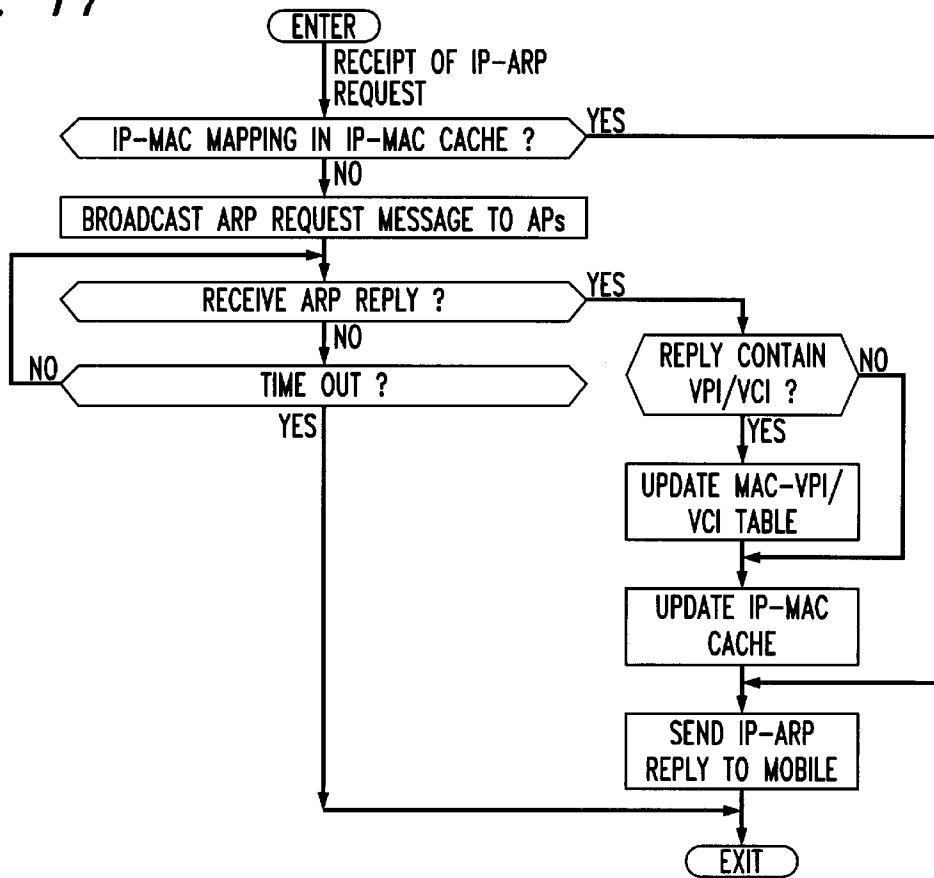 ENTER
RECEIPT OF IP-ARP
REQUEST
IP-MAC MAPPING IN IP-MAC CACHE ?
YES
NO
BROADCAST ARP REQUEST MESSAGE TO APs
RECEIVE ARP REPLY ?
YES
NO
TIME OUT ?
NO
YES
REPLY CONTAIN
VPI/VCI ?
NO
YES
UPDATE MAC-VPI/
VCI TABLE
UPDATE IP-MAC
CACHE
SEND IP-ARP
REPLY TO MOBILE
EXIT